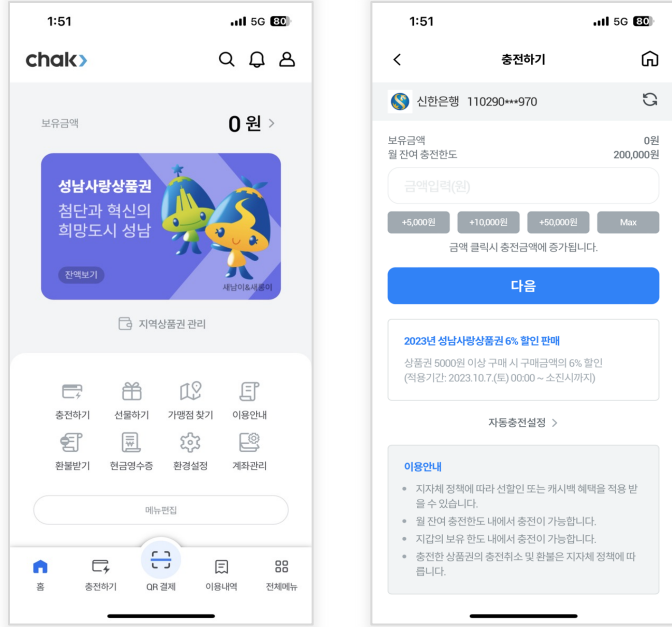 1:51
5G 80
chak
보유금액
0 원
성남사랑상품권
첨단과 혁신의
희망도시 성남
잔액보기
새남이&새롱이
지역상품권 관리
충전하기 선물하기 가맹점 찾기 이용안내
환불받기 현금영수증 환경설정 계좌관리
메뉴편집
홈 충전하기 QR 결제 이용내역 전체메뉴
1:51
5G 80
충전하기
신한은행 110290***970
보유금액 0원
월 잔여 충전한도 200,000원
금액입력(원)
+5,000원 +10,000원 +50,000원 Max
금액 클릭시 충전금액에 증가됩니다.
다음
2023년 성남사랑상품권 6% 할인 판매
상품권 5000원 이상 구매 시 구매금액의 6% 할인
(적용기간: 2023.10.7.(토) 00:00 ~ 소진시까지)
자동충전설정
이용안내
지자체 정책에 따라 선할인 또는 캐시백 혜택을 적용 받
을 수 있습니다.
월 잔여 충전한도 내에서 충전이 가능합니다.
지갑의 보유 한도 내에서 충전이 가능합니다.
충전한 상품권의 충전취소 및 환불은 지자체 정책에 따
릅니다.